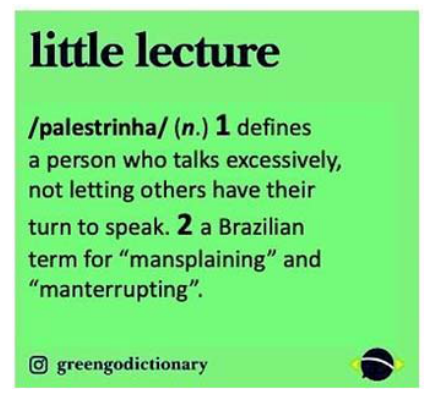 little lecture
/palestrinha/ (n.) 1 defines
a person who talks excessively,
not letting others have their
turn to speak. 2 a Brazilian
term for “mansplaining” and
“manterrupting”.
greengodictionary